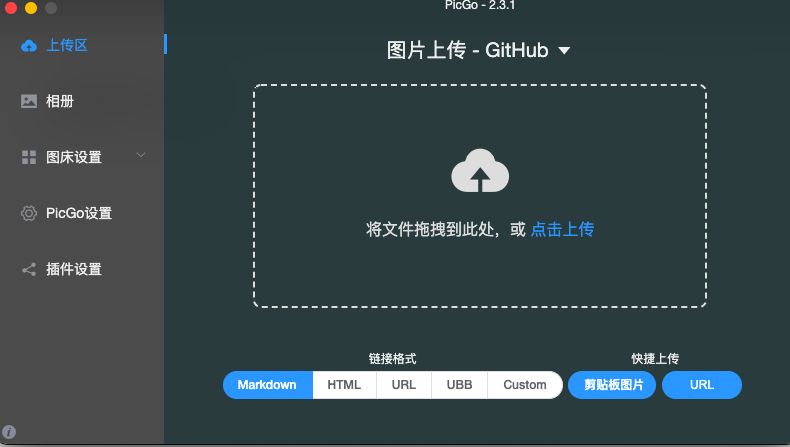 PicGo - 2.3.1
上传区
相册
图床设置
PicGo设置
插件设置
图片上传 - GitHub
将文件拖拽到此处，或 点击上传
链接格式
Markdown HTML URL UBB Custom
快捷上传
剪贴板图片 URL